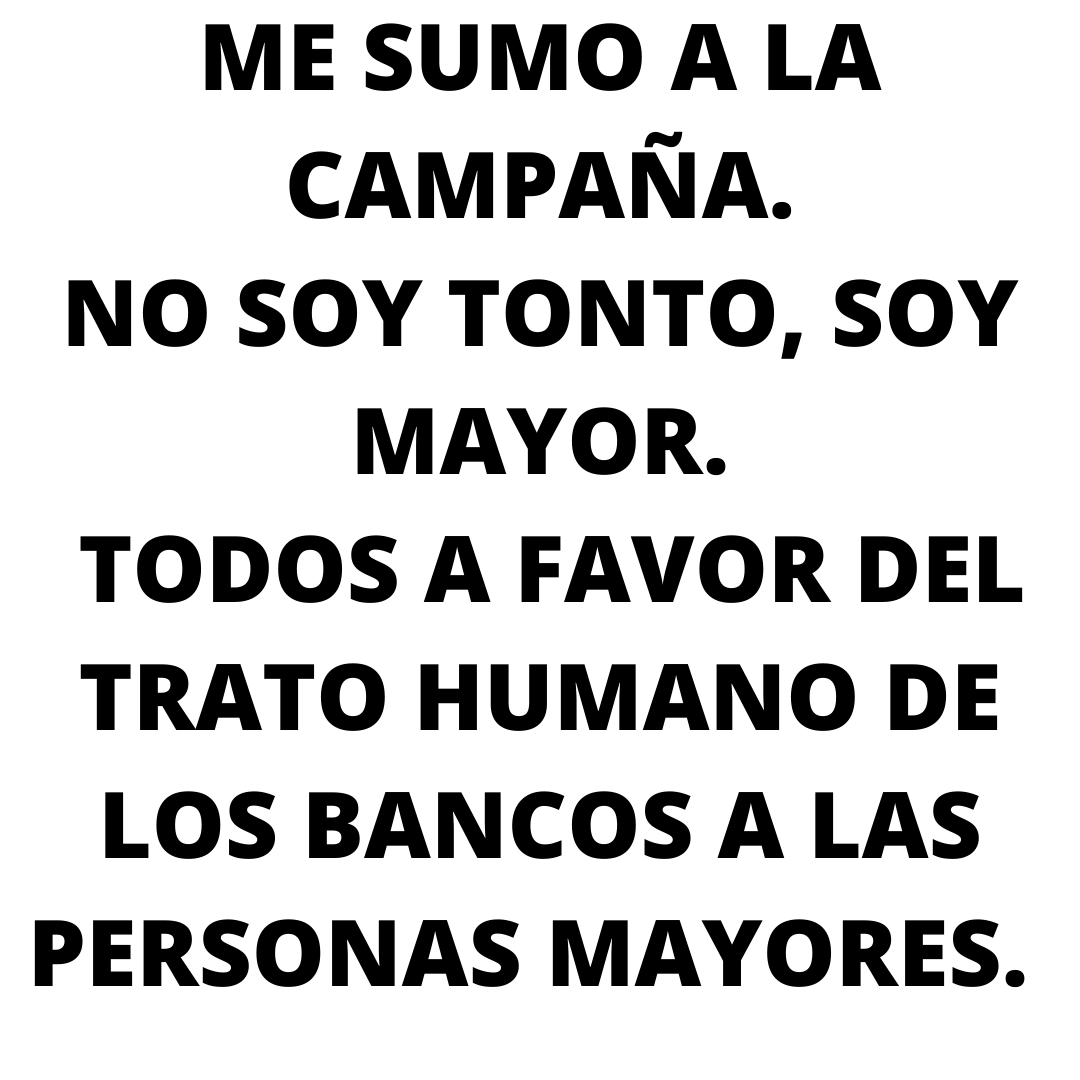 ME SUMO A LA
CAMPAÑA.
NO SOY TONTO, SOY
MAYOR.
TODOS A FAVOR DEL
TRATO HUMANO DE
LOS BANCOS A LAS
PERSONAS MAYORES.